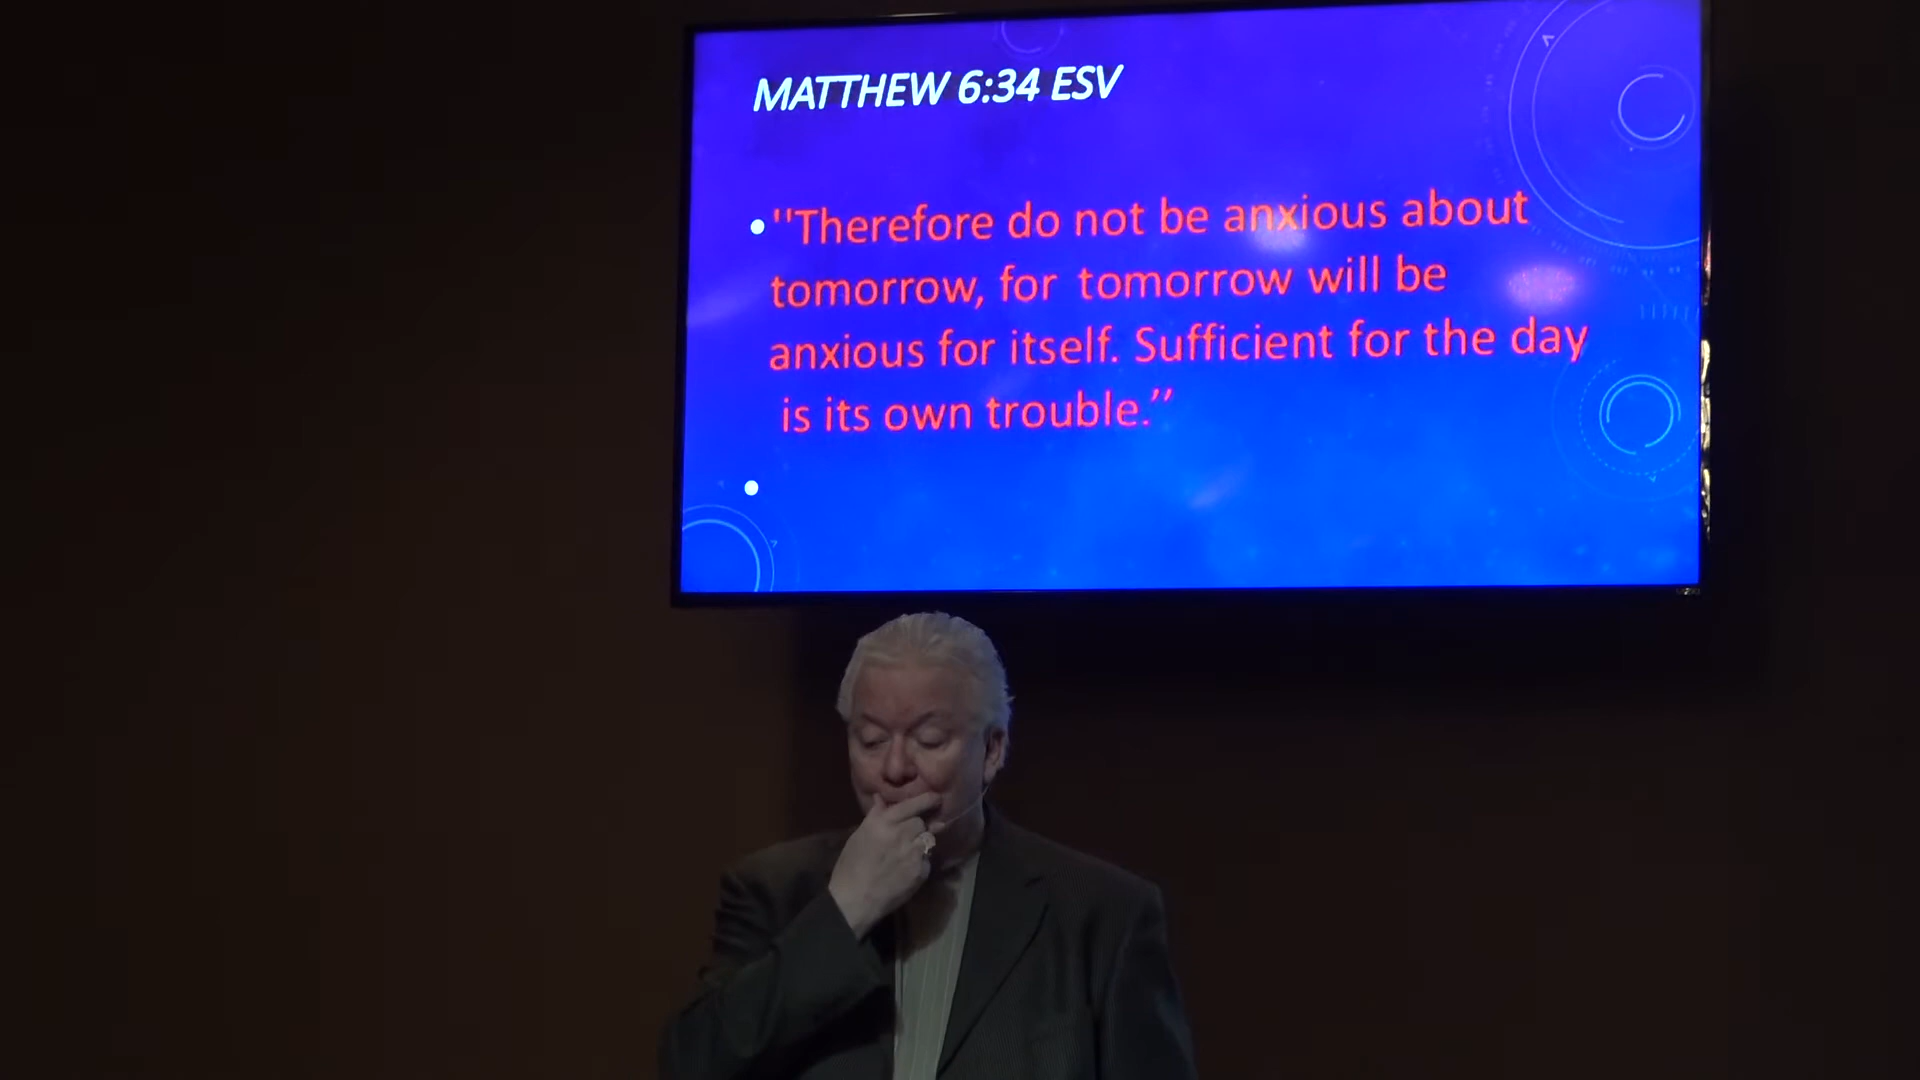 MATTHEW 6:34 ESV
"Therefore do not be anxious about
tomorrow, for tomorrow will be
anxious for itself. Sufficient for the day
is its own trouble.”